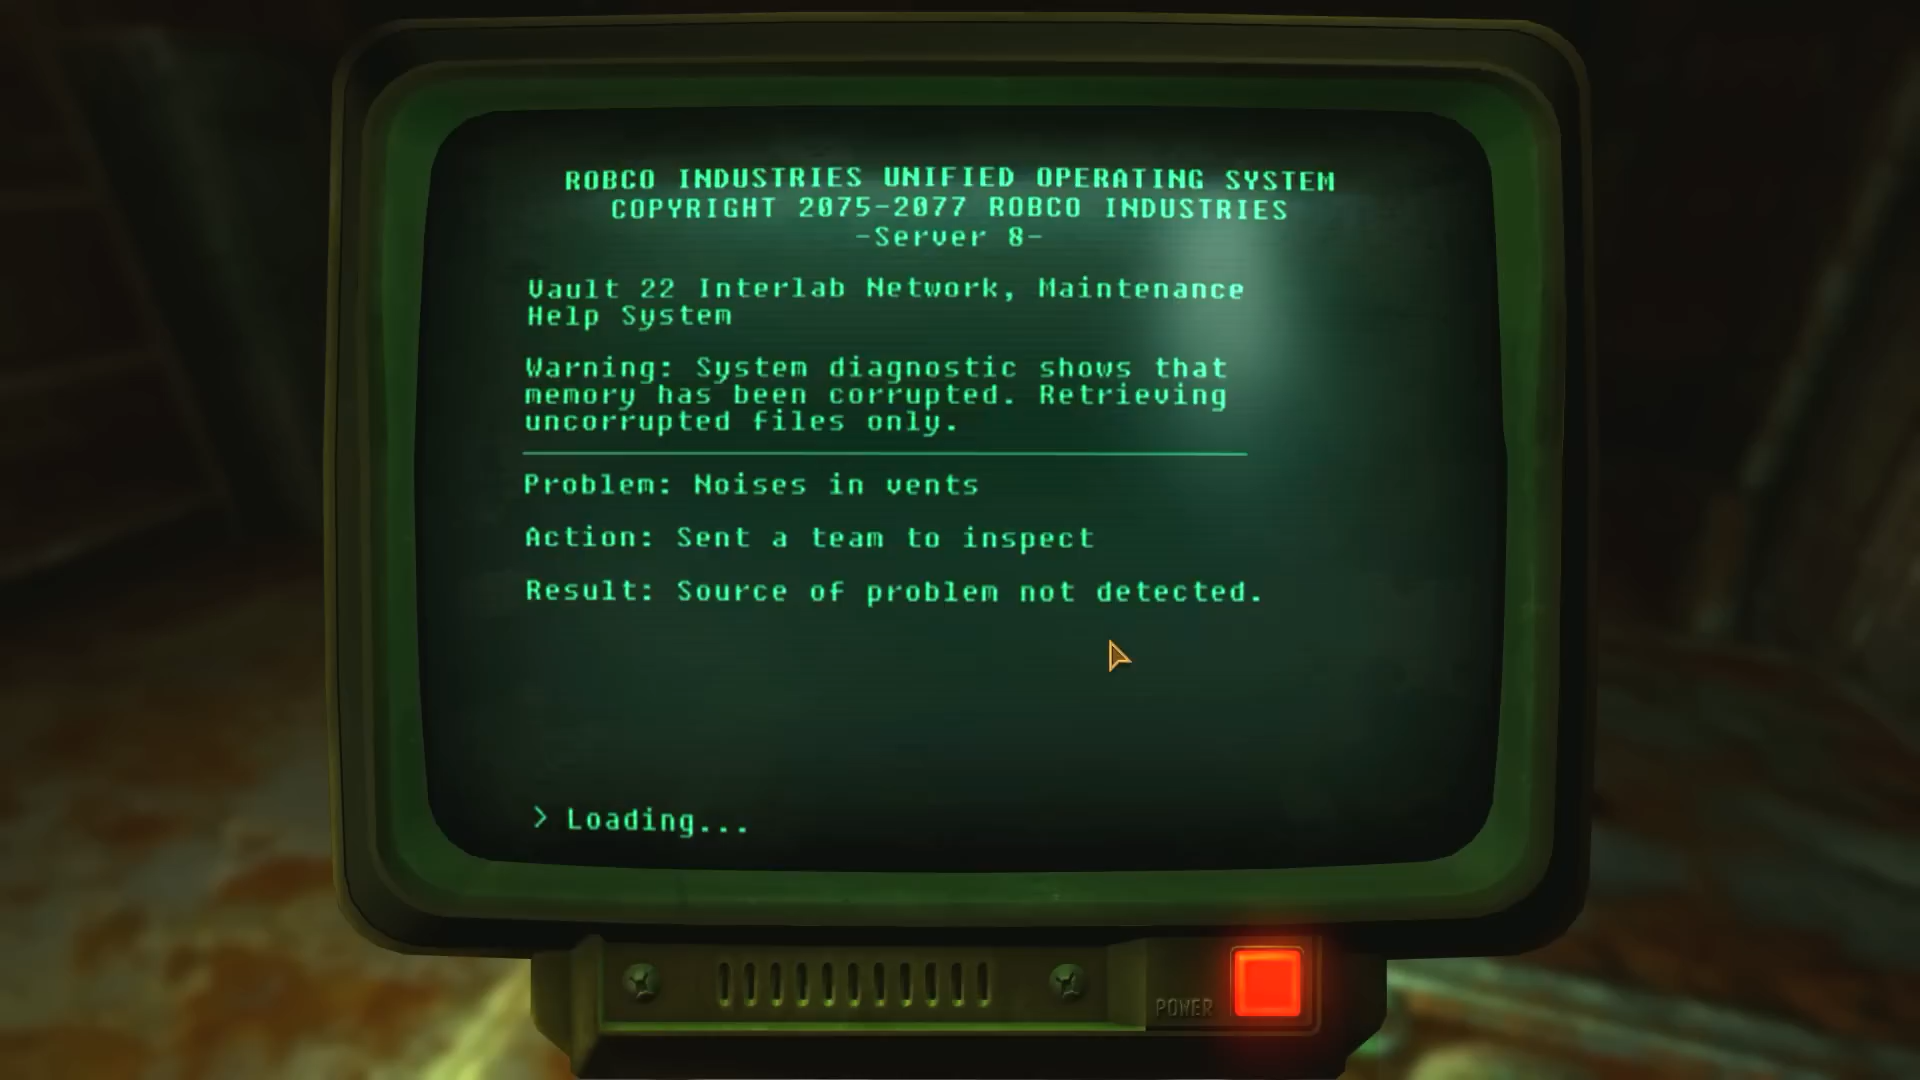 ROBCO INDUSTRIES UNIFIED OPERATING SYSTEM
COPYRIGHT 2075-2077 ROBCO INDUSTRIES
-Server 8-
Vault 22 Interlab Network, Maintenance
Help System
Warning: System diagnostic shows that
memory has been corrupted. Retrieving
uncorrupted files only.
Problem: Noises in vents
Action: Sent a team to inspect
Result: Source of problem not detected.
> Loading...
POWER